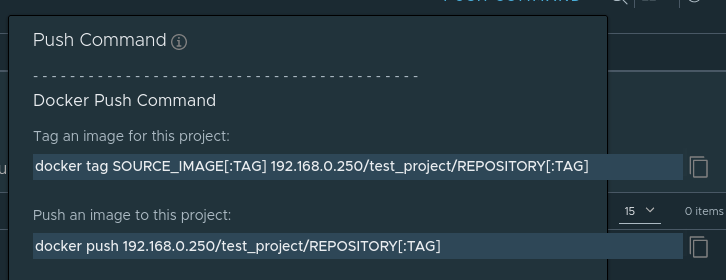 Push Command
- - - - - - - - - - - - - - - - - - - - - - - - - - - - - - - - - - - - - - - - - -
Docker Push Command
Tag an image for this project:
docker tag SOURCE_IMAGE[:TAG] 192.168.0.250/test_project/REPOSITORY[:TAG]
Push an image to this project:
15
0 items
docker push 192.168.0.250/test_project/REPOSITORY[:TAG]